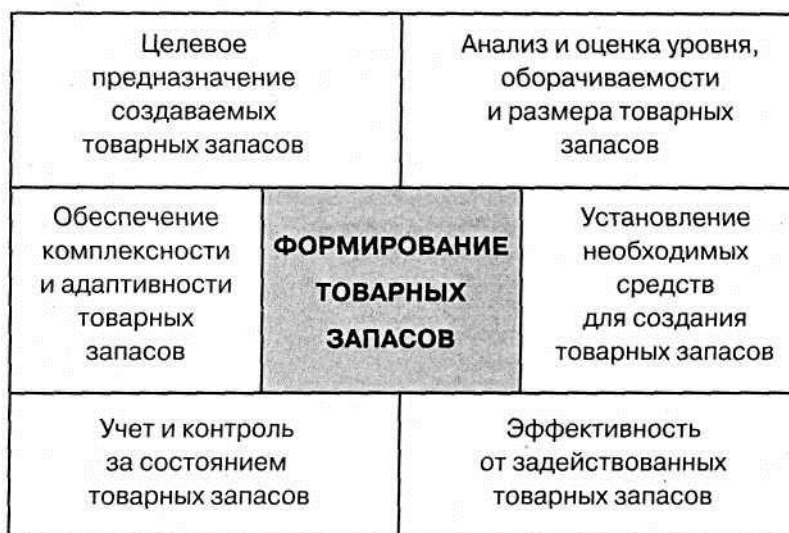 Целевое
предназначение
создаваемых
товарных запасов
Анализ и оценка уровня,
оборачиваемости
и размера товарных
запасов
Обеспечение
комплексности
и адаптивности
товарных
запасов
ФОРМИРОВАНИЕ
ТОВАРНЫХ
ЗАПАСОВ
Установление
необходимых
средств
для создания
товарных запасов
Учет и контроль
за состоянием
товарных запасов
Эффективность
от задействованных
товарных запасов